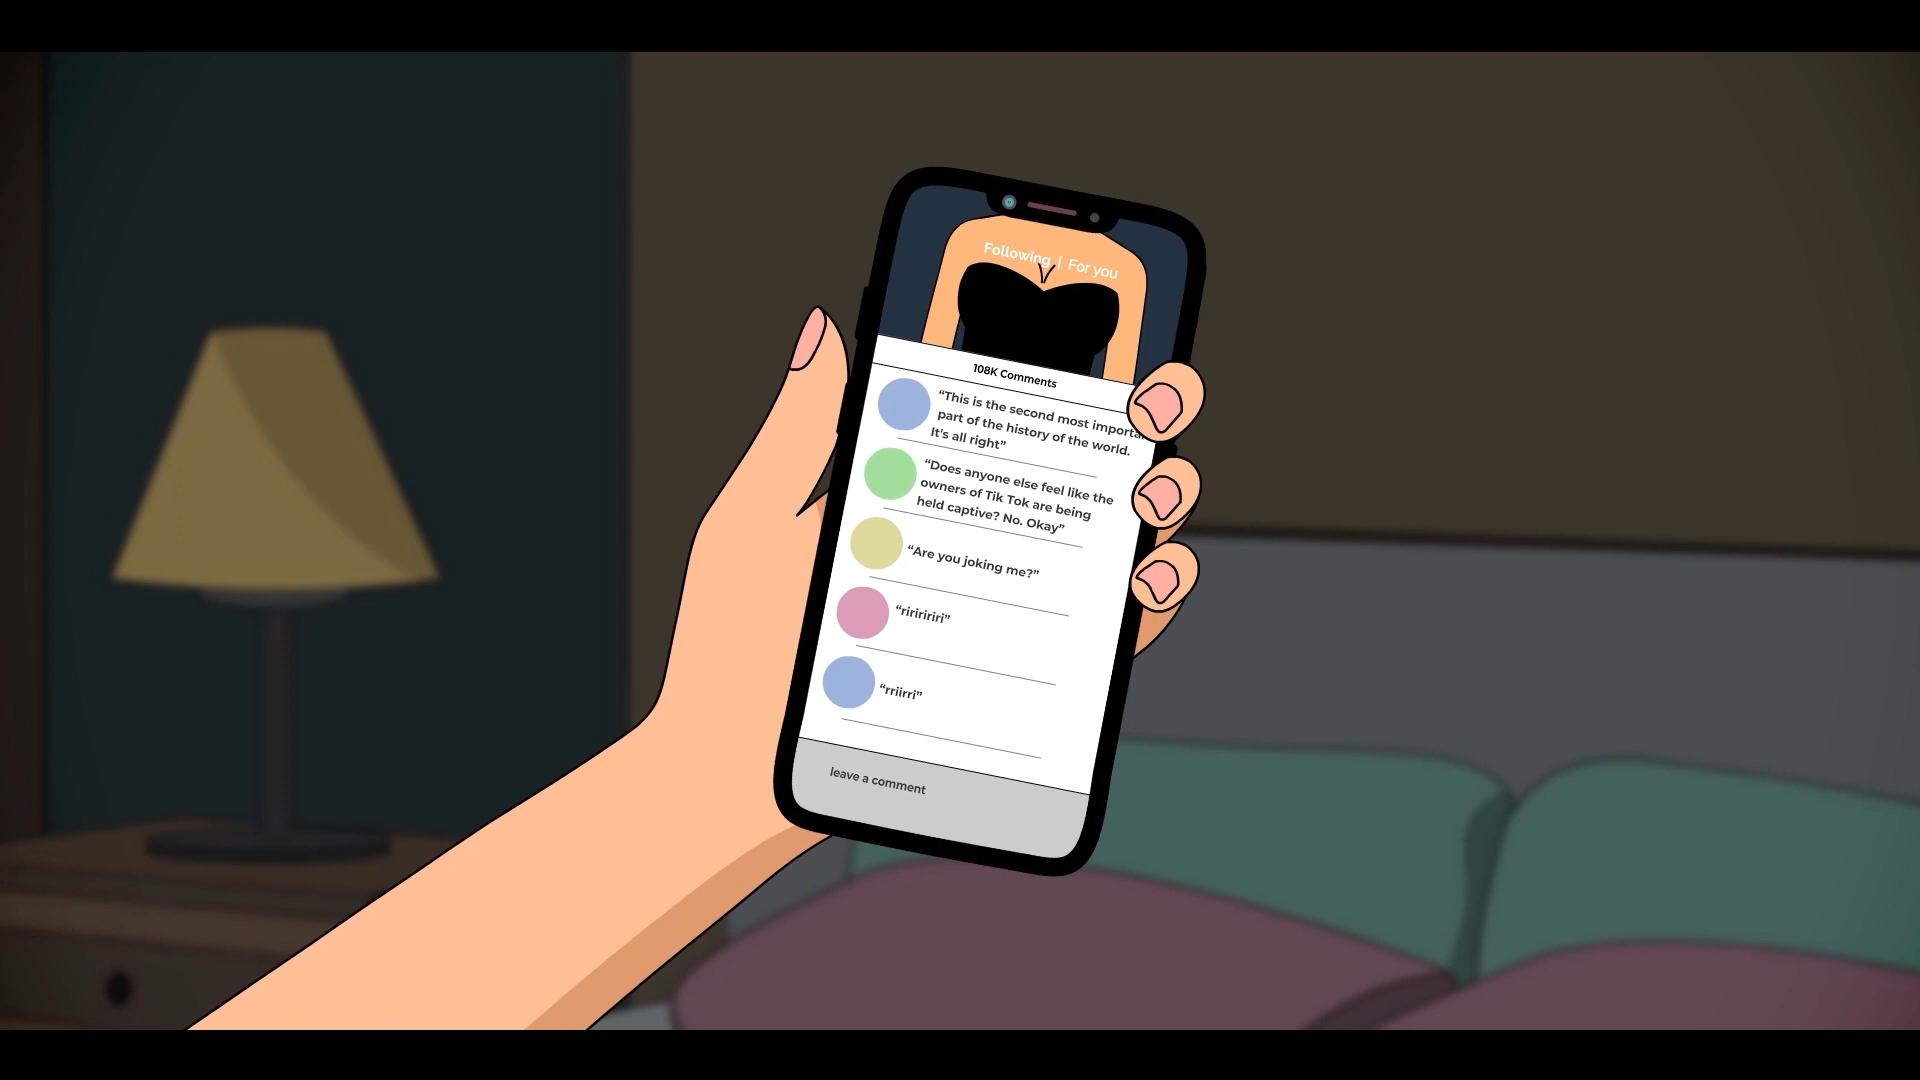 Following | For you
108K Comments
“This is the second most
part of the history of the world.
It's all right”
“Does anyone else feel like the
owners of Tik Tok are being
held captive? No. Okay”
“Are you joking me?”
“riririririri”
“rriirri”
leave a comment